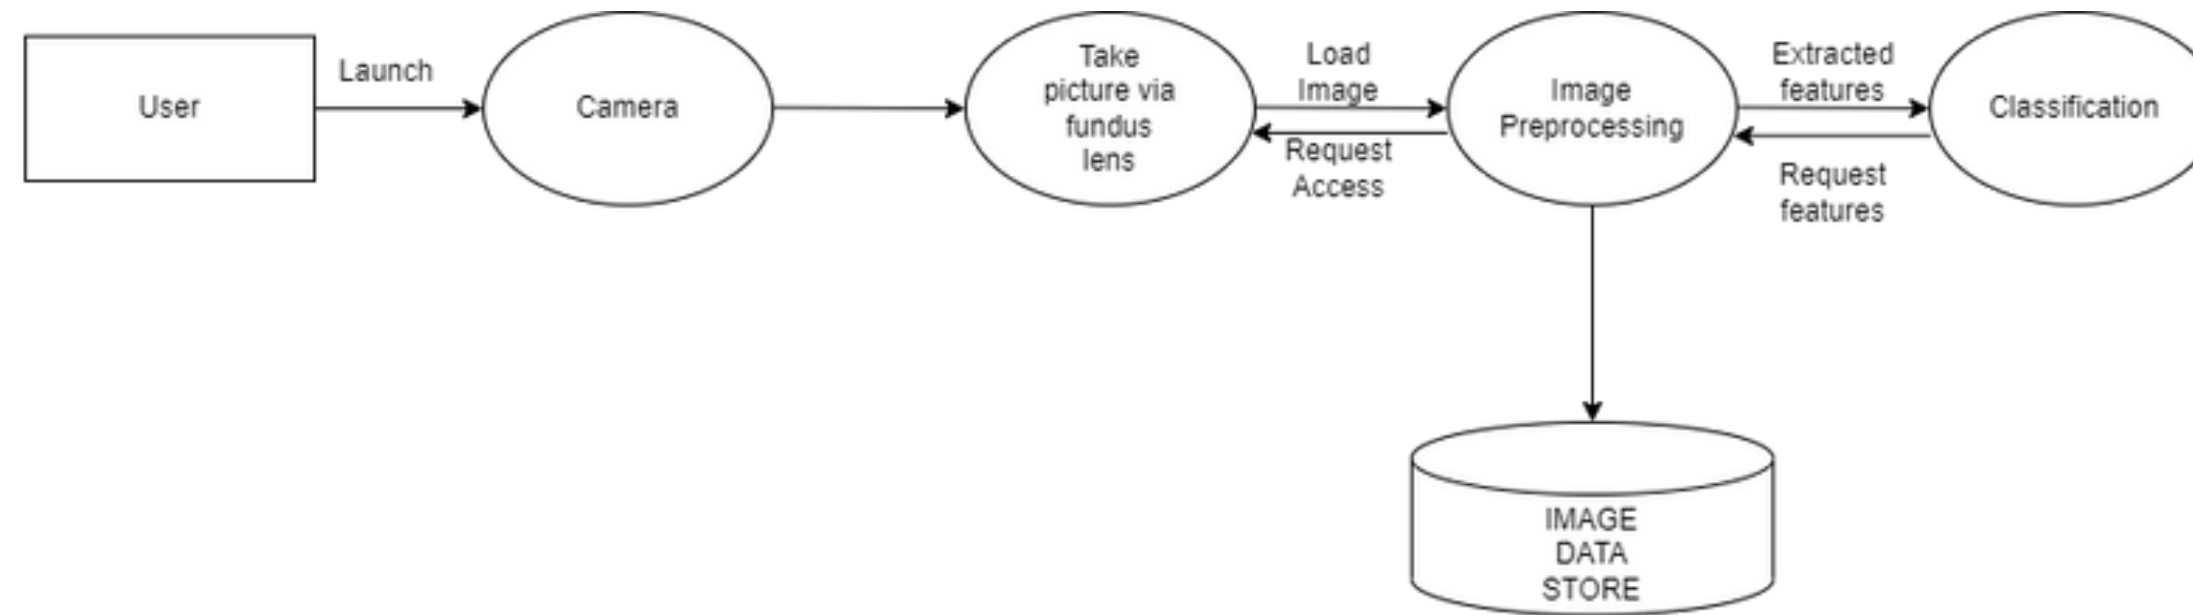 User
Launch
Camera
Take
picture via
fundus
lens
Load
Image
Request
Access
Image
Preprocessing
Extracted
features
Request
features
Classification
IMAGE
DATA
STORE